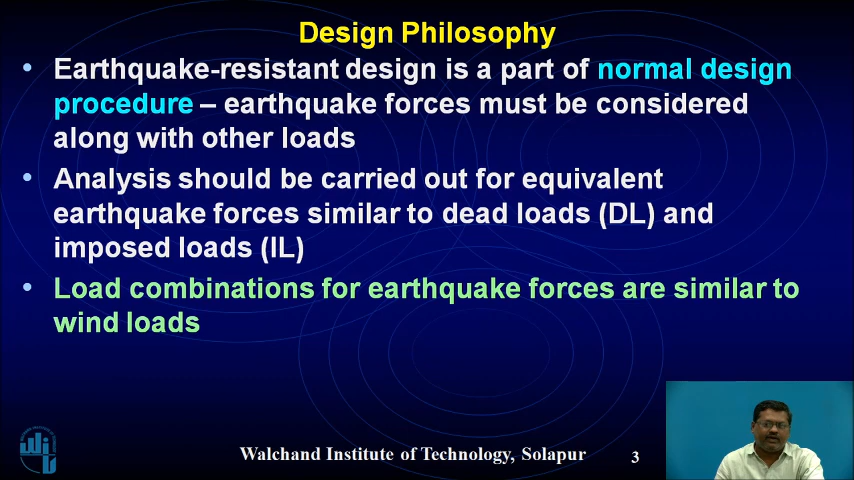 Design Philosophy
• Earthquake-resistant design is a part of normal design
procedure – earthquake forces must be considered
along with other loads
• Analysis should be carried out for equivalent
earthquake forces similar to dead loads (DL) and
imposed loads (IL)
• Load combinations for earthquake forces are similar to
wind loads
Walchand Institute of Technology, Solapur 3